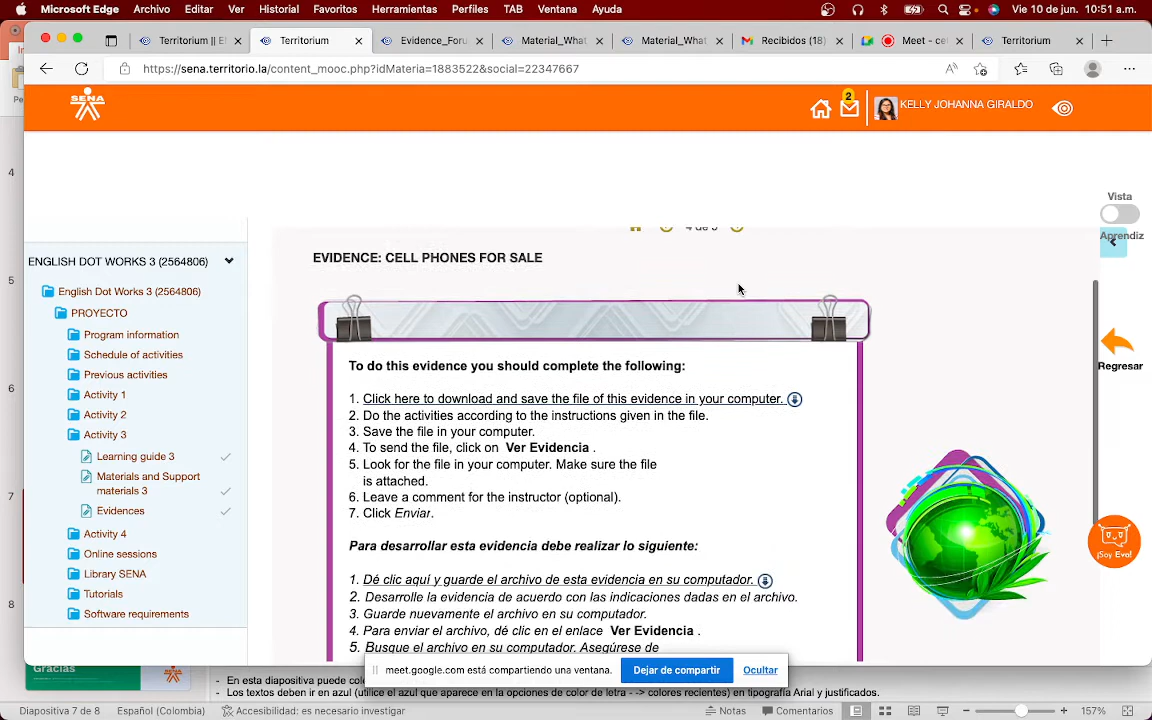 Microsoft Edge Archivo Editar Ver Historial Favoritos Herramientas Perfiles TAB Ventana Ayuda Vie 10 de jun. 10:51 a.m.
Territorium || El Territorium Evidence_Foru Material_What Material_What Recibidos (18) Meet - ce Territorium
https://sena.territorio.la/content_mooc.php?idMateria=1883522&social=22347667
SENA
2
KELLY JOHANNA GIRALDO
4
5
6
7
8
Vista
Aprendiz
Regresar
¡Soy Eva!
ENGLISH DOT WORKS 3 (2564806)
English Dot Works 3 (2564806)
PROYECTO
Program information
Schedule of activities
Previous activities
Activity 1
Activity 2
Activity 3
Learning guide 3
Materials and Support
materials 3
Evidences
Activity 4
Online sessions
Library SENA
Tutorials
Software requirements
4 de 5
EVIDENCE: CELL PHONES FOR SALE
To do this evidence you should complete the following:
1. Click here to download and save the file of this evidence in your computer.
2. Do the activities according to the instructions given in the file.
3. Save the file in your computer.
4. To send the file, click on Ver Evidencia .
5. Look for the file in your computer. Make sure the file
is attached.
6. Leave a comment for the instructor (optional).
7. Click Enviar.
Para desarrollar esta evidencia debe realizar lo siguiente:
1. Dé clic aquí y guarde el archivo de esta evidencia en su computador.
2. Desarrolle la evidencia de acuerdo con las indicaciones dadas en el archivo.
3. Guarde nuevamente el archivo en su computador.
4. Para enviar el archivo, dé clic en el enlace Ver Evidencia .
5. Busque el archivo en su computador. Asegúrese de
meet.google.com está compartiendo una ventana. Dejar de compartir Ocultar
Gracias
- En esta diapositiva puede col
- Los textos deben ir en azul (utilice el azul que aparece en la opciones de color de letra - -> colores recientes) en tipografía Arial y justificados.
Diapositiva 7 de 8 Español (Colombia) Accesibilidad: es necesario investigar Notas Comentarios 157%